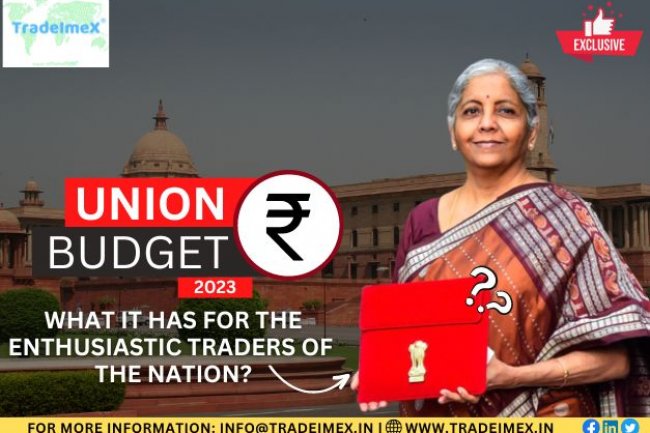 TradeImeX®
EXCLUSIVE
UNION
BUDGET
₹
2023
WHAT IT HAS FOR THE
ENTHUSIASTIC TRADERS OF
THE NATION?
??
FOR MORE INFORMATION: INFO@TRADEIMEX.IN | WWW.TRADEIMEX.IN